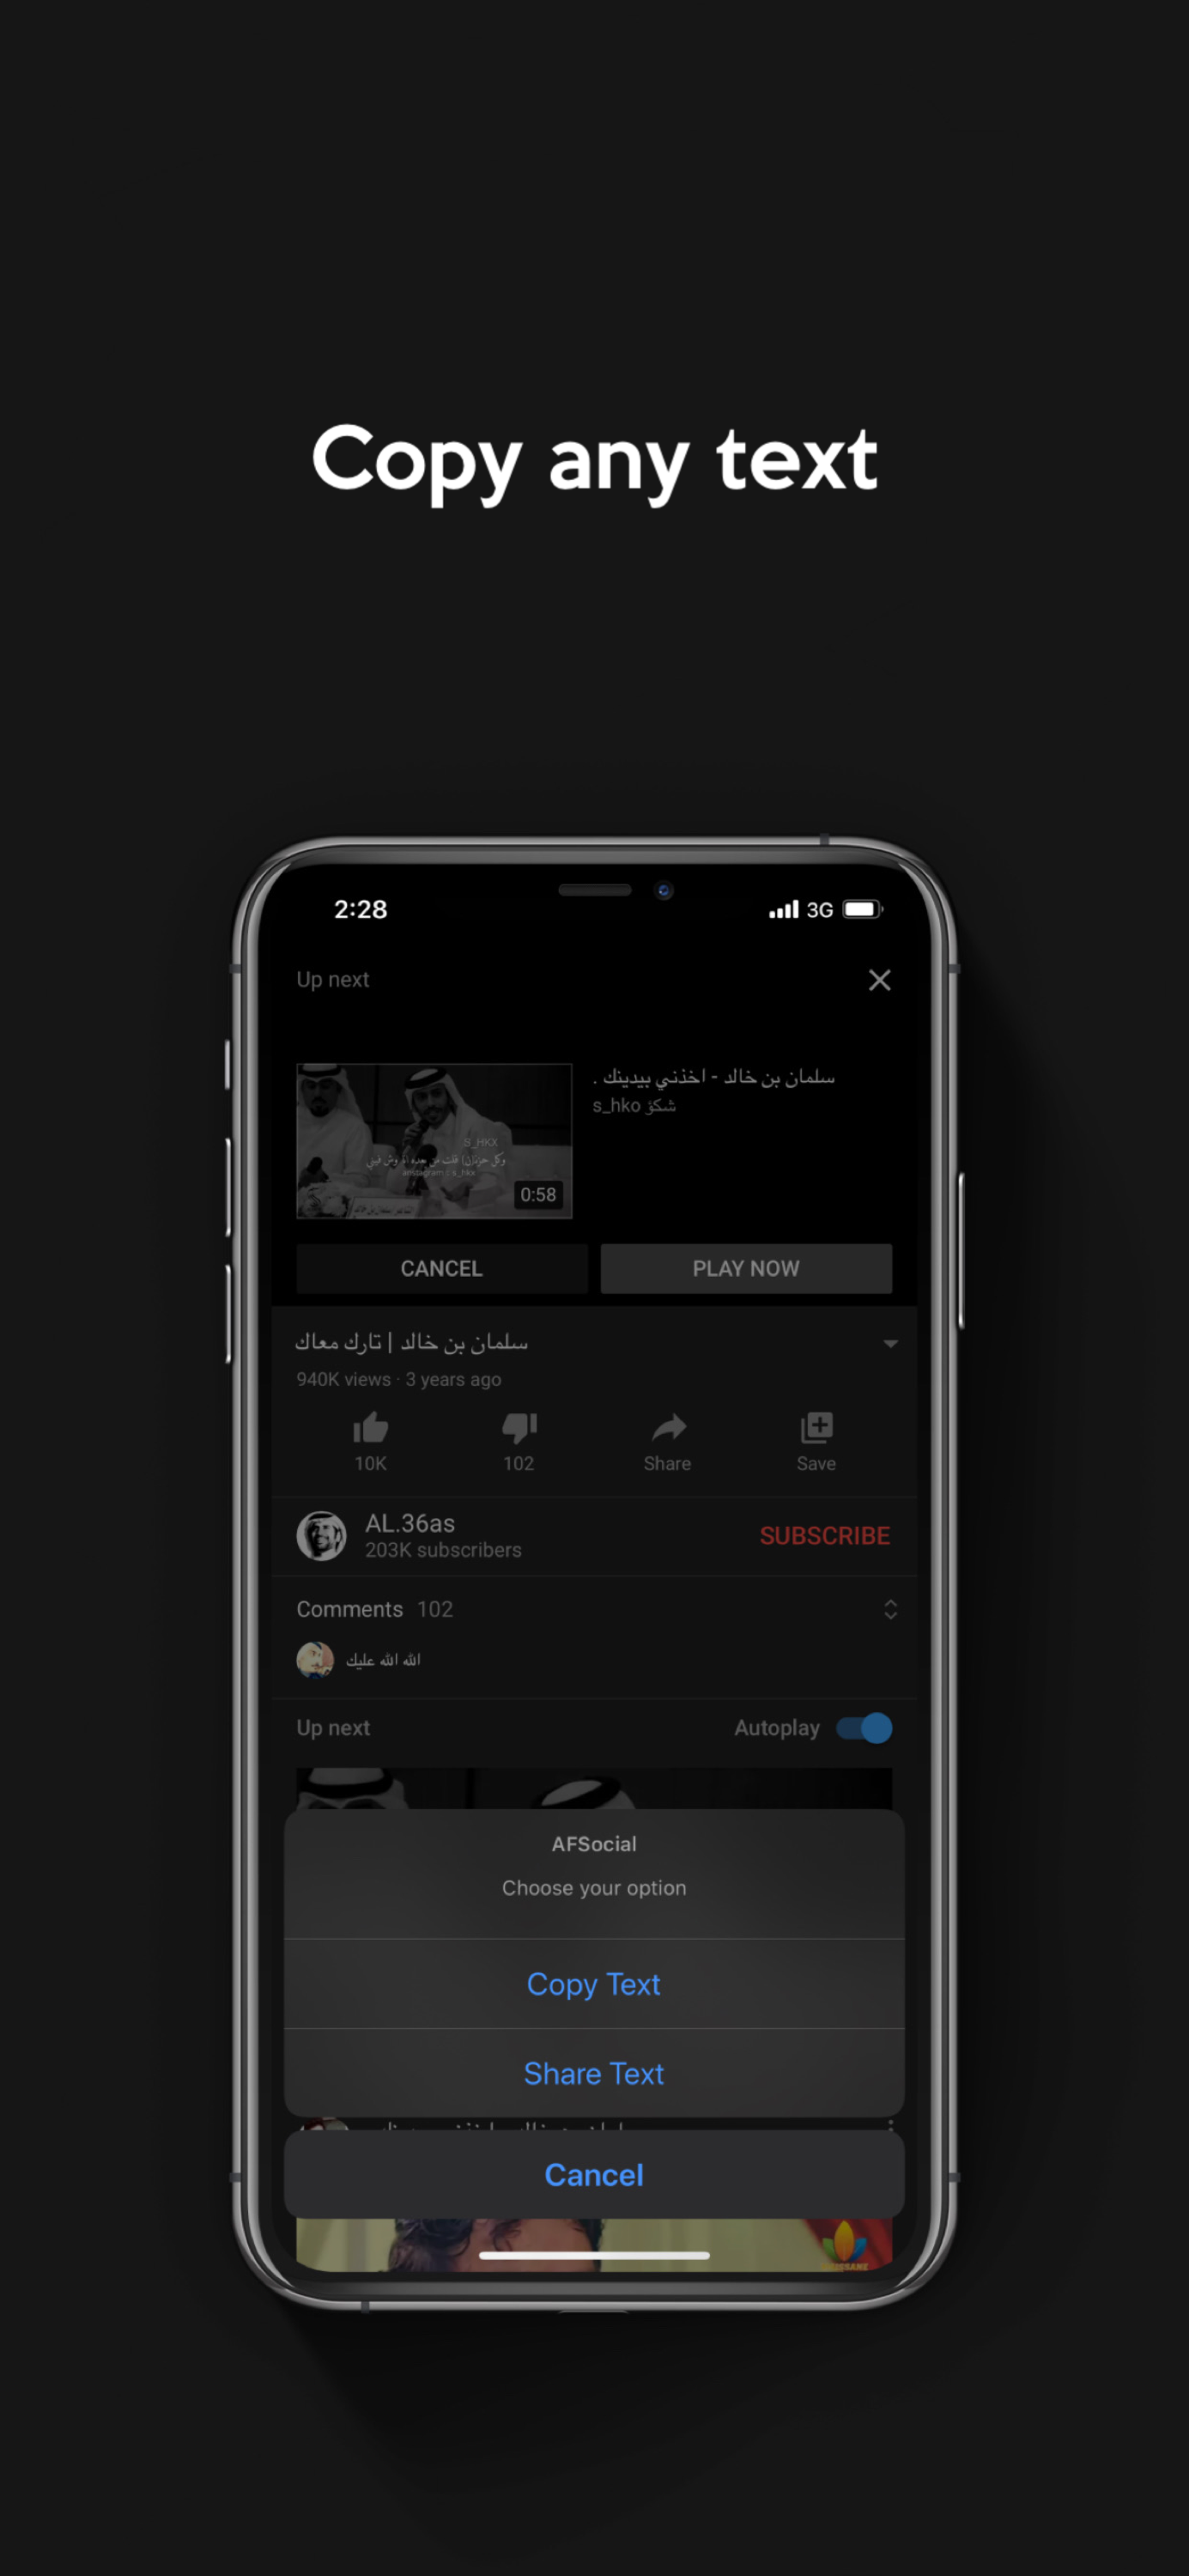 Copy any text
2:28
3G
Up next
سلمان بن خالد - اخذني بيدينك .
s_hko شكؤ
S_HKX
0:58
CANCEL
PLAY NOW
سلمان بن خالد | تارك معاك
940K views · 3 years ago
10K
102
Share
Save
AL.36as
203K subscribers
SUBSCRIBE
Comments 102
الله الله عليك
Up next
Autoplay
AFSocial
Choose your option
Copy Text
Share Text
Cancel